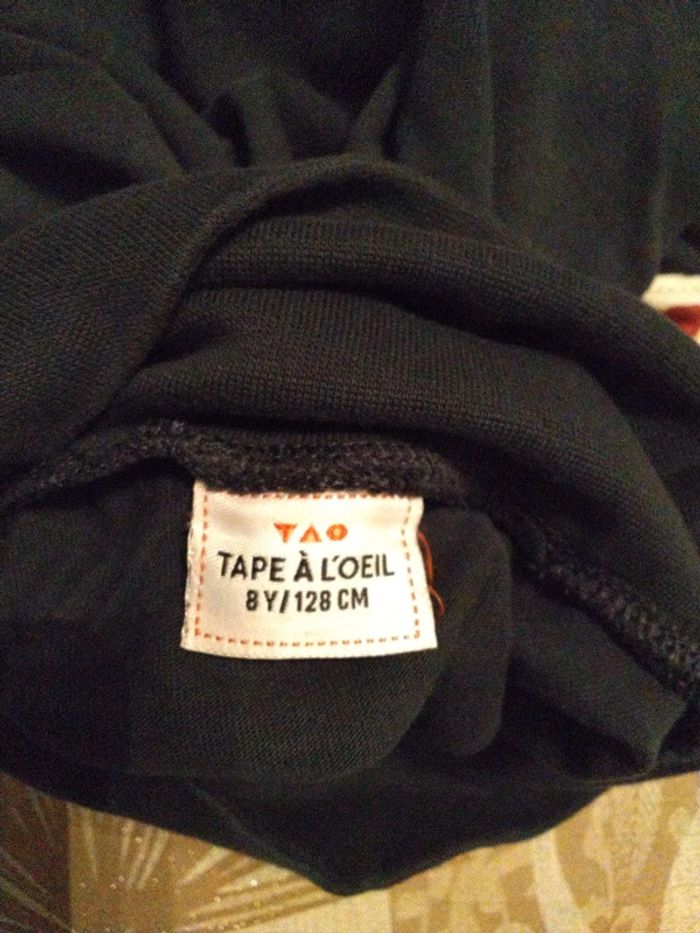 TAO
TAPE À L'OEIL
8 Y/128 CM